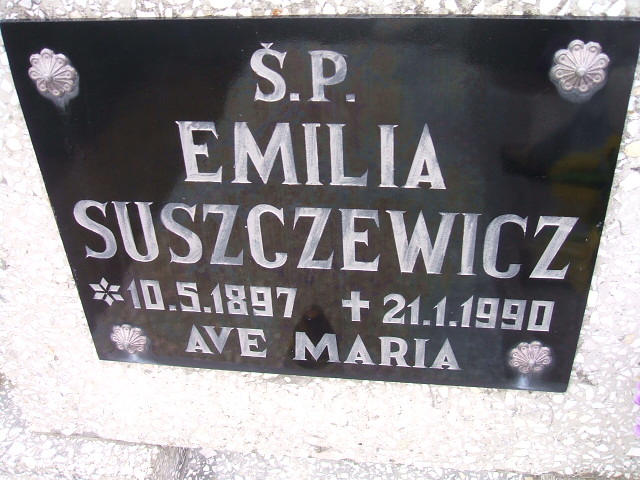 Ś.P.
EMILIA
SUSZCZEWICZ
* 10.5.1897 + 21.1.1990
AVE MARIA